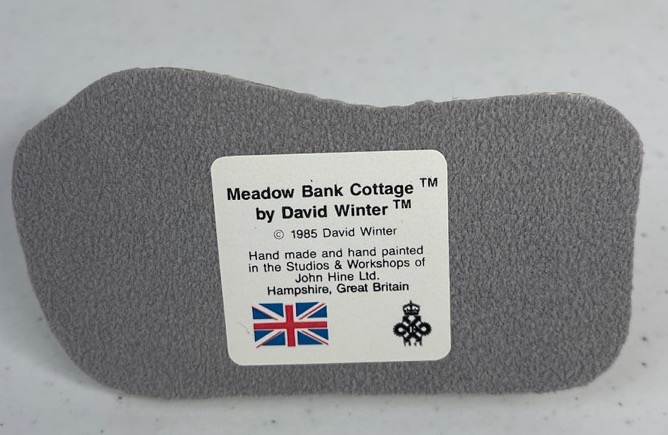 Meadow Bank Cottage ™
by David Winter ™
© 1985 David Winter
Hand made and hand painted
in the Studios & Workshops of
John Hine Ltd.
Hampshire, Great Britain